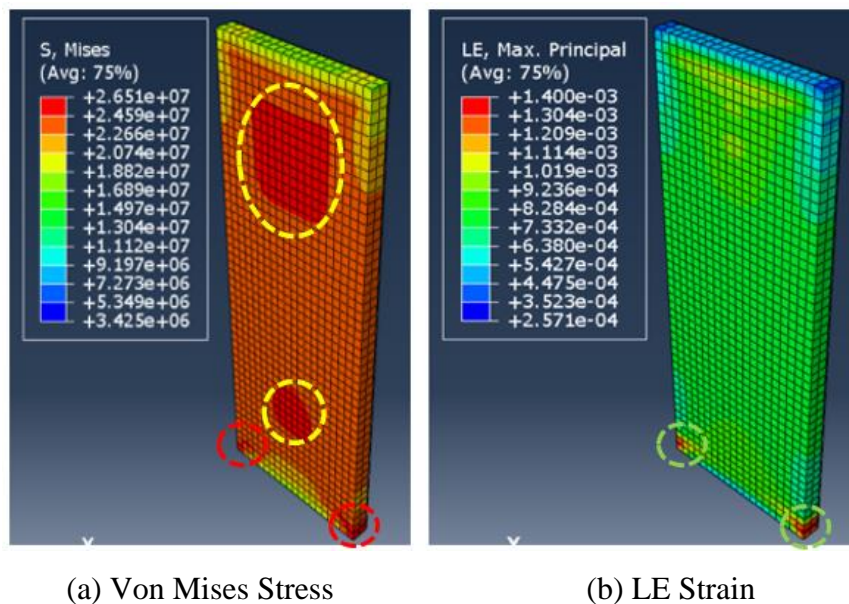 S, Mises
(Avg: 75%)
+2.651e+07
+2.459e+07
+2.266e+07
+2.074e+07
+1.882e+07
+1.689e+07
+1.497e+07
+1.304e+07
+1.112e+07
+9.197e+06
+7.273e+06
+5.349e+06
+3.425e+06
LE, Max. Principal
(Avg: 75%)
+1.400e-03
+1.304e-03
+1.209e-03
+1.114e-03
+1.019e-03
+9.236e-04
+8.284e-04
+7.332e-04
+6.380e-04
+5.427e-04
+4.475e-04
+3.523e-04
+2.571e-04
(a) Von Mises Stress
(b) LE Strain